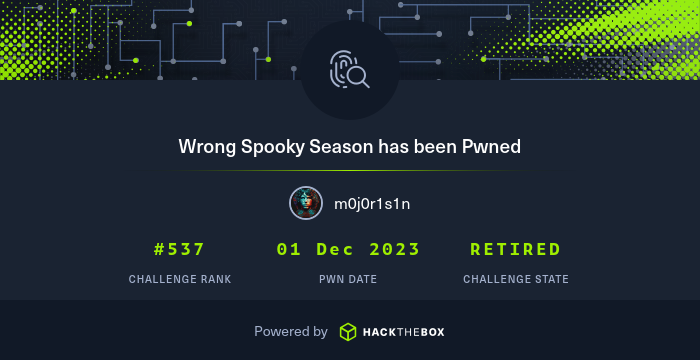 Wrong Spooky Season has been Pwned
m0j0r1s1n
#537 01 Dec 2023 RETIRED
CHALLENGE RANK PWN DATE CHALLENGE STATE
Powered by HACKTHEBOX